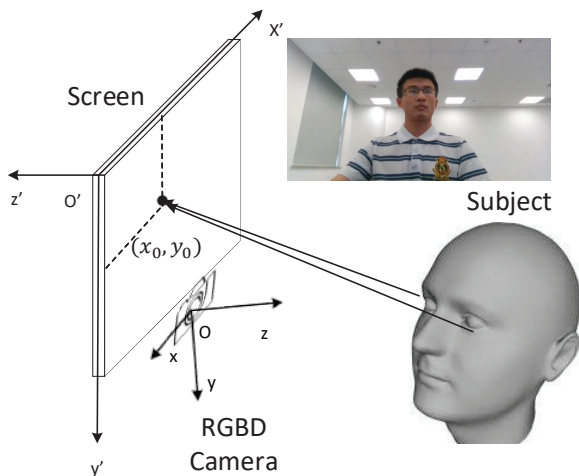 X'
Screen
z'
O'
Subject
(x₀, y₀)
O
z
x
y
RGBD
Camera
y'